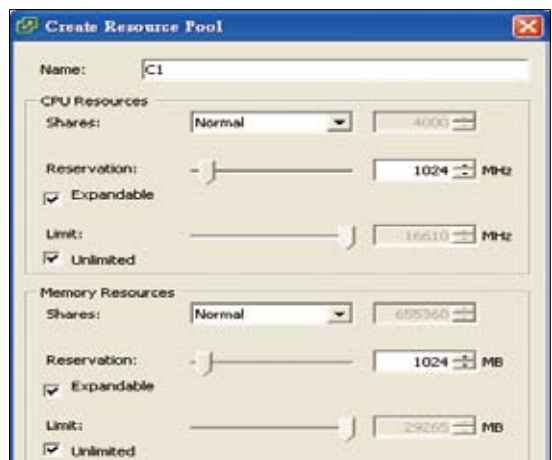 Create Resource Pool
Name: C1
CPU Resources
Shares: Normal 4000
Reservation: 1024 MHz
Expandable
Limit: 16610 MHz
Unlimited
Memory Resources
Shares: Normal 655360
Reservation: 1024 MB
Expandable
Limit: 29265 MB
Unlimited